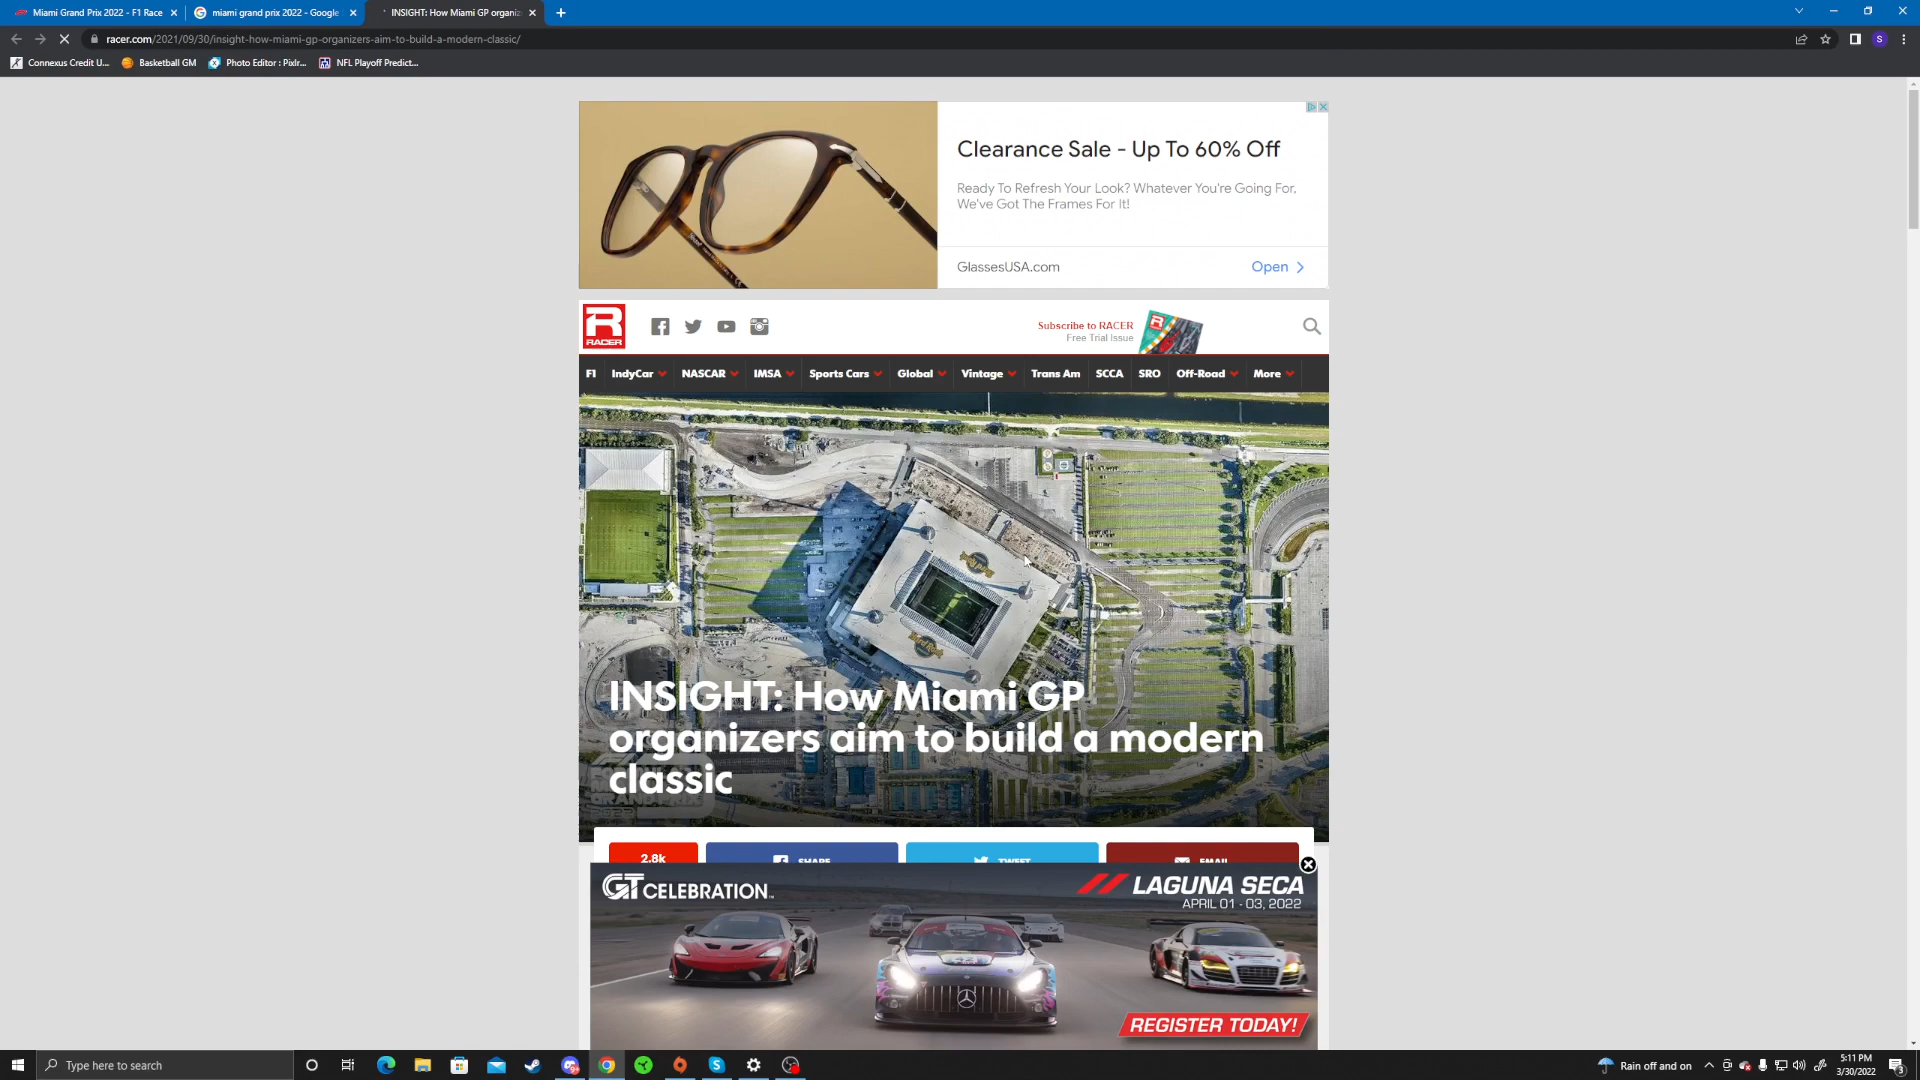 Miami Grand Prix 2022 - F1 Race
miami grand prix 2022 - Google
INSIGHT: How Miami GP organiz
racer.com/2021/09/30/insight-how-miami-gp-organizers-aim-to-build-a-modern-classic/
S
Connexus Credit U...
Basketball GM
Photo Editor : Pixlr...
NFL Playoff Predict...
Clearance Sale - Up To 60% Off
Ready To Refresh Your Look? Whatever You're Going For,
We've Got The Frames For It!
GlassesUSA.com
Open
R
RACER
Subscribe to RACER
Free Trial Issue
F1 IndyCar NASCAR IMSA Sports Cars Global Vintage Trans Am SCCA SRO Off-Road More
INSIGHT: How Miami GP
organizers aim to build a modern
classic
2.8k
SHARE
TWEET
EMAIL
GT CELEBRATION
LAGUNA SECA
APRIL 01 - 03, 2022
REGISTER TODAY!
Type here to search
Rain off and on
5:11 PM
3/30/2022
3